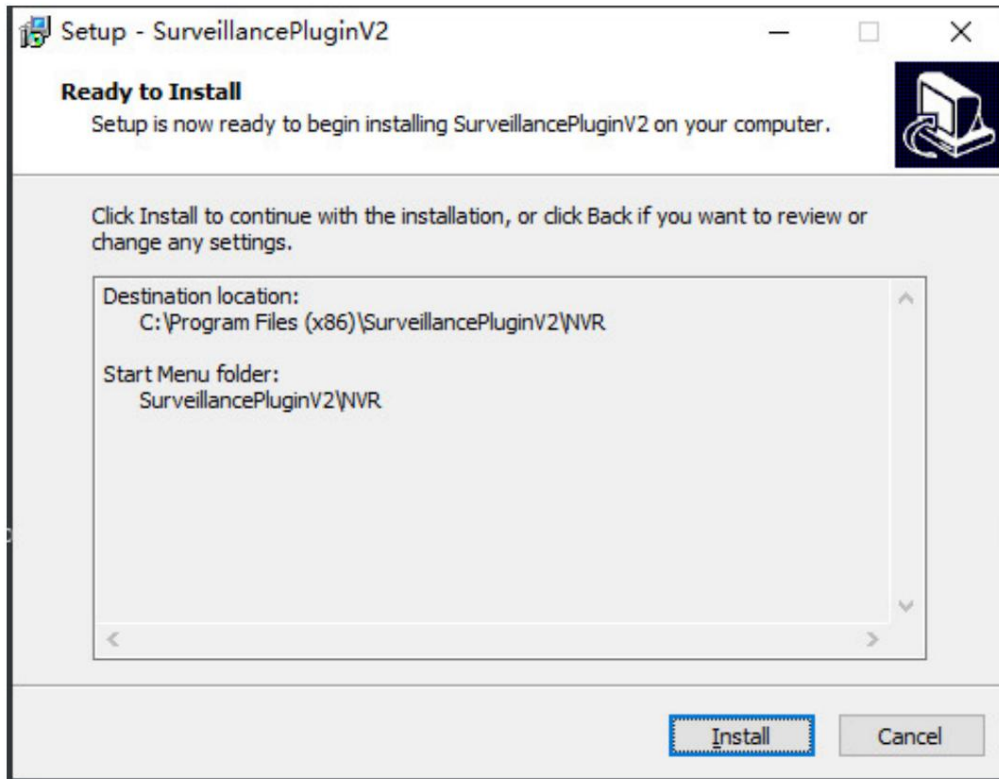 Setup - SurveillancePluginV2
Ready to Install
Setup is now ready to begin installing SurveillancePluginV2 on your computer.
Click Install to continue with the installation, or click Back if you want to review or
change any settings.
Destination location:
C:\Program Files (x86)\SurveillancePluginV2\NVR
Start Menu folder:
SurveillancePluginV2\NVR
Install
Cancel